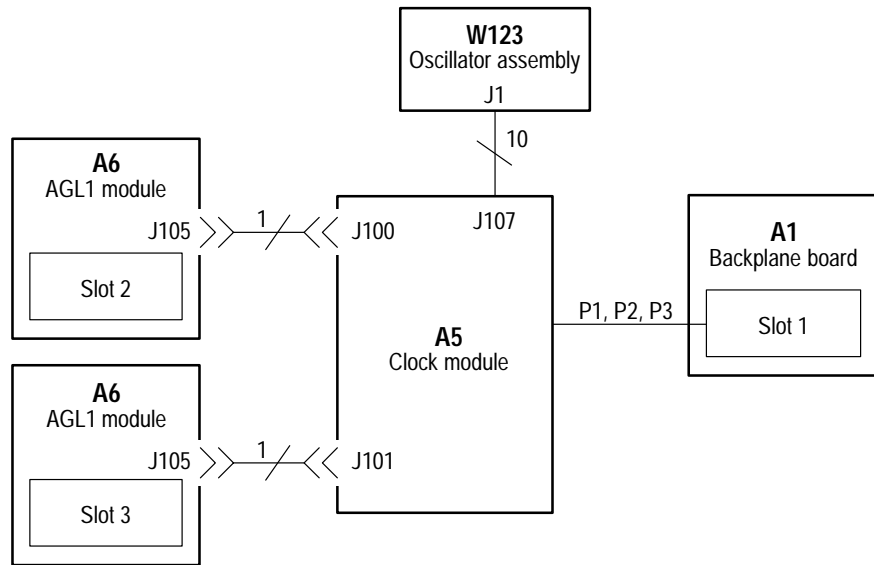 W123
Oscillator assembly
J1
10
A6
AGL1 module
J105
1
J100
J107
Slot 2
A1
Backplane board
P1, P2, P3
Slot 1
A5
Clock module
A6
AGL1 module
J105
1
J101
Slot 3